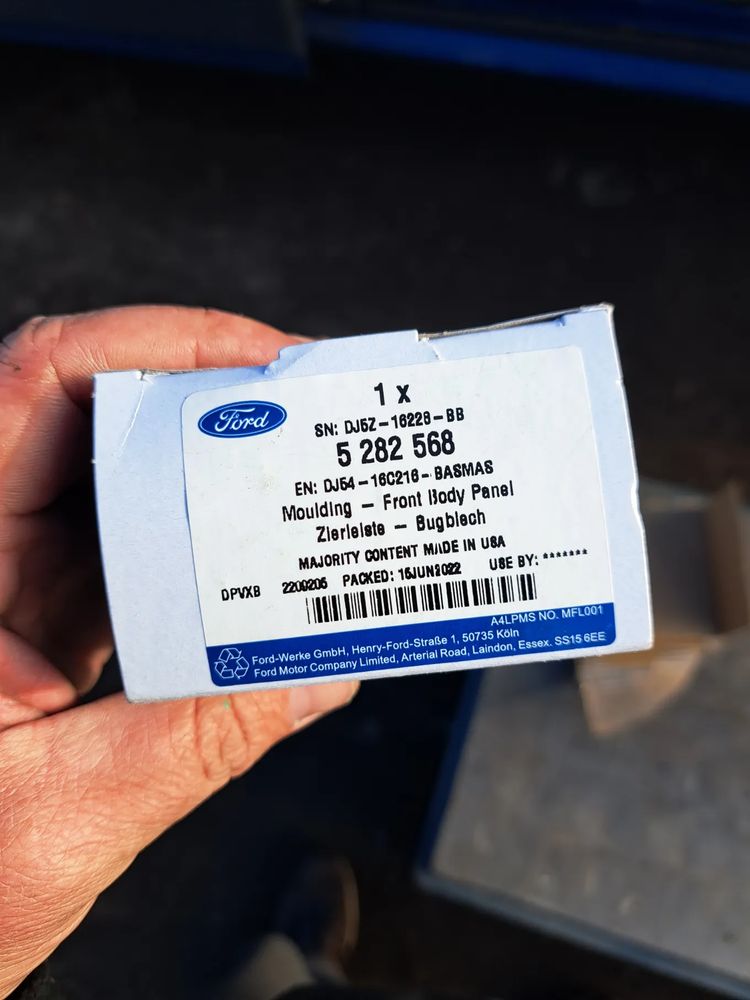 1 x
Ford
SN: DJ5Z-16228-BB
5 282 568
EN: DJ54-16C216-BASMAS
Moulding - Front Body Panel
Zierleiste - Bugblech
MAJORITY CONTENT MADE IN USA
DPVXB 2209205 PACKED: 15JUN2022 USE BY: *******
A4LPMS NO. MFL001
Ford-Werke GmbH, Henry-Ford-Straße 1, 50735 Köln
Ford Motor Company Limited, Arterial Road, Laindon, Essex. SS15 6EE